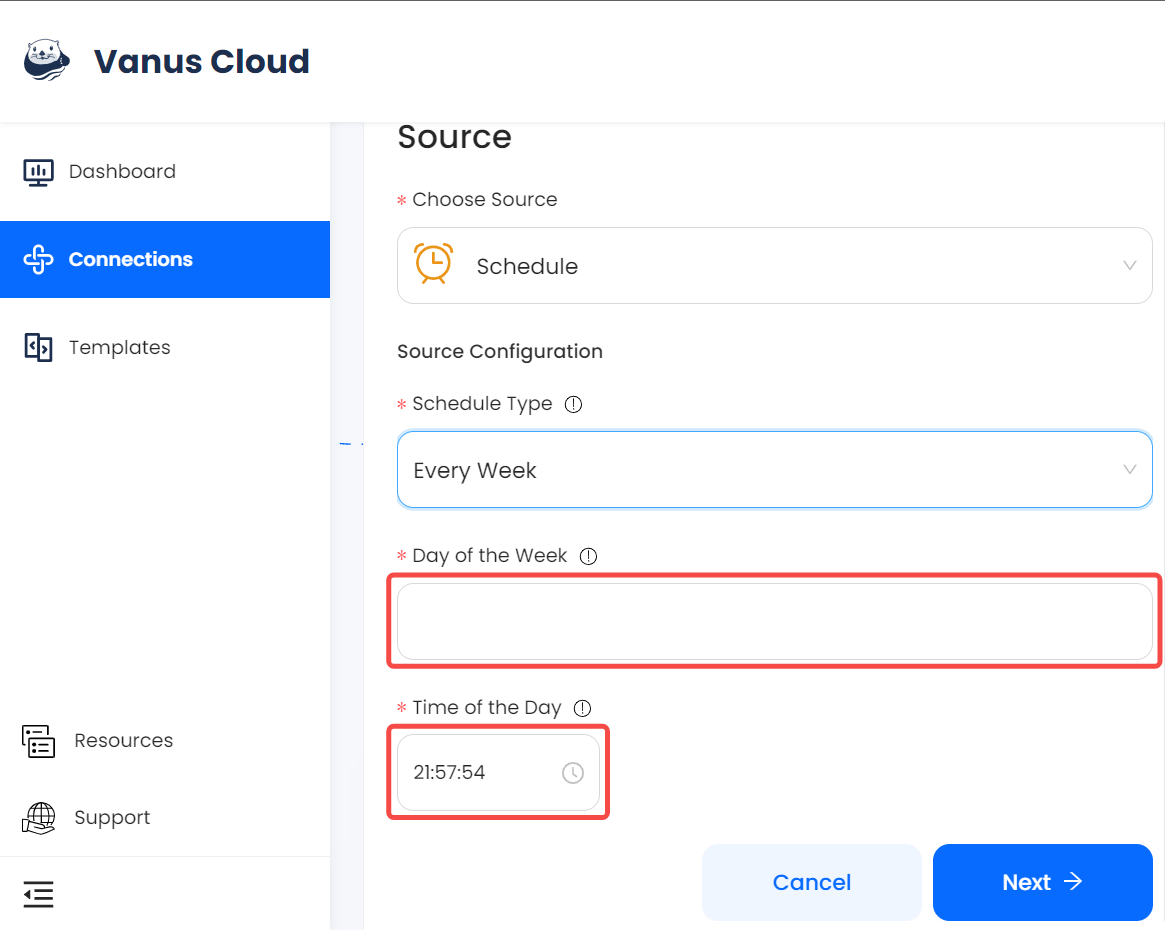 Vanus Cloud
Dashboard
Connections
Templates
Resources
Support
Source
* Choose Source
Schedule
Source Configuration
* Schedule Type
Every Week
* Day of the Week
* Time of the Day
21:57:54
Cancel
Next →